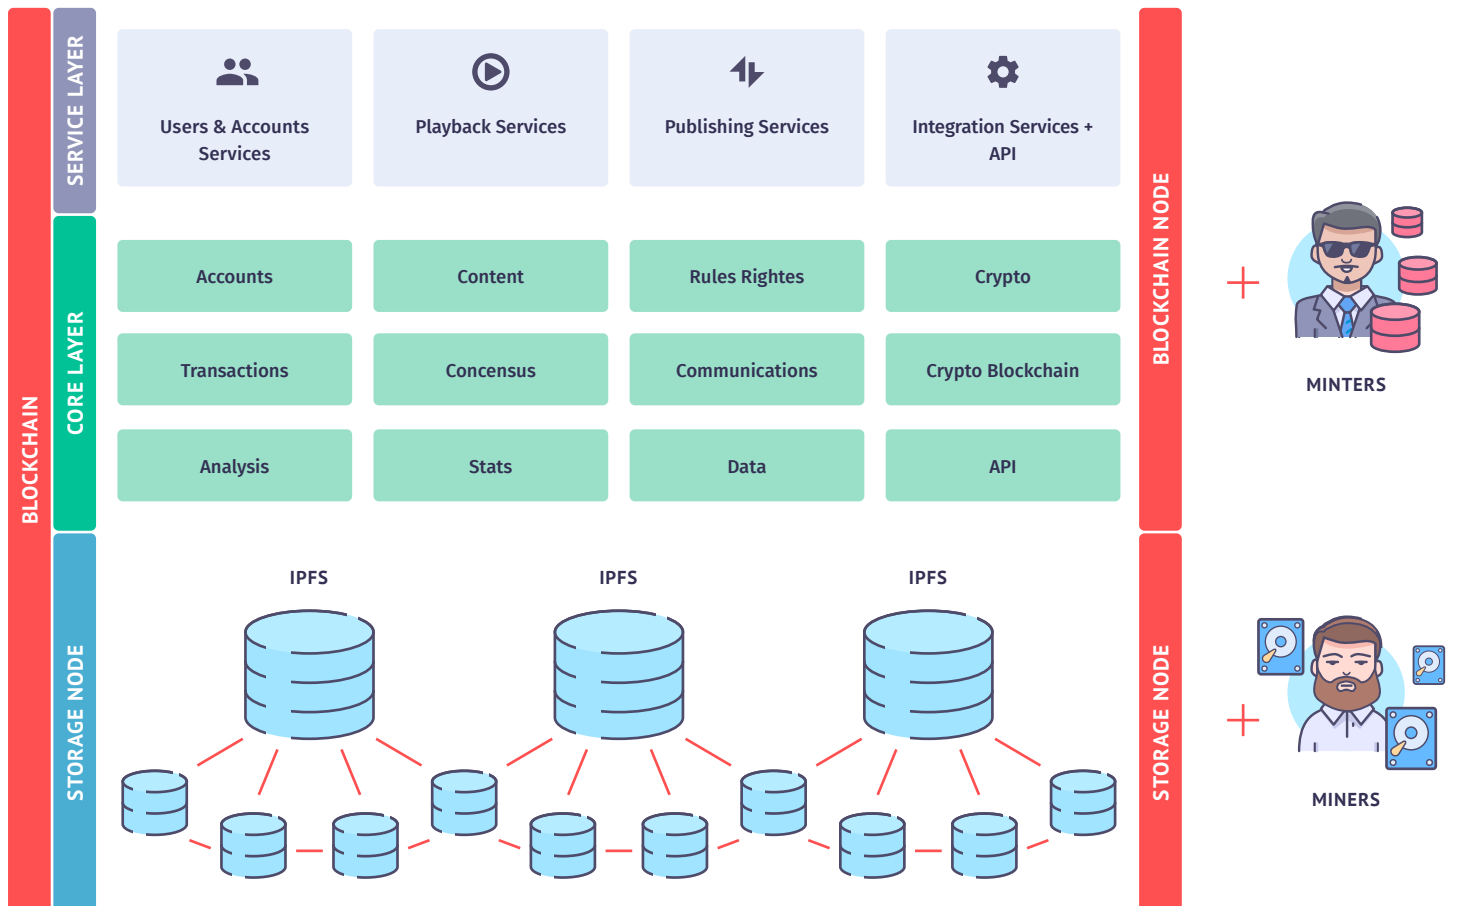 BLOCKCHAIN
SERVICE LAYER
Users & Accounts
Services
Playback Services
Publishing Services
Integration Services +
API
CORE LAYER
Accounts
Content
Rules Rightes
Crypto
Transactions
Concensus
Communications
Crypto Blockchain
Analysis
Stats
Data
API
BLOCKCHAIN NODE
MINTERS
STORAGE NODE
IPFS
IPFS
IPFS
STORAGE NODE
MINERS